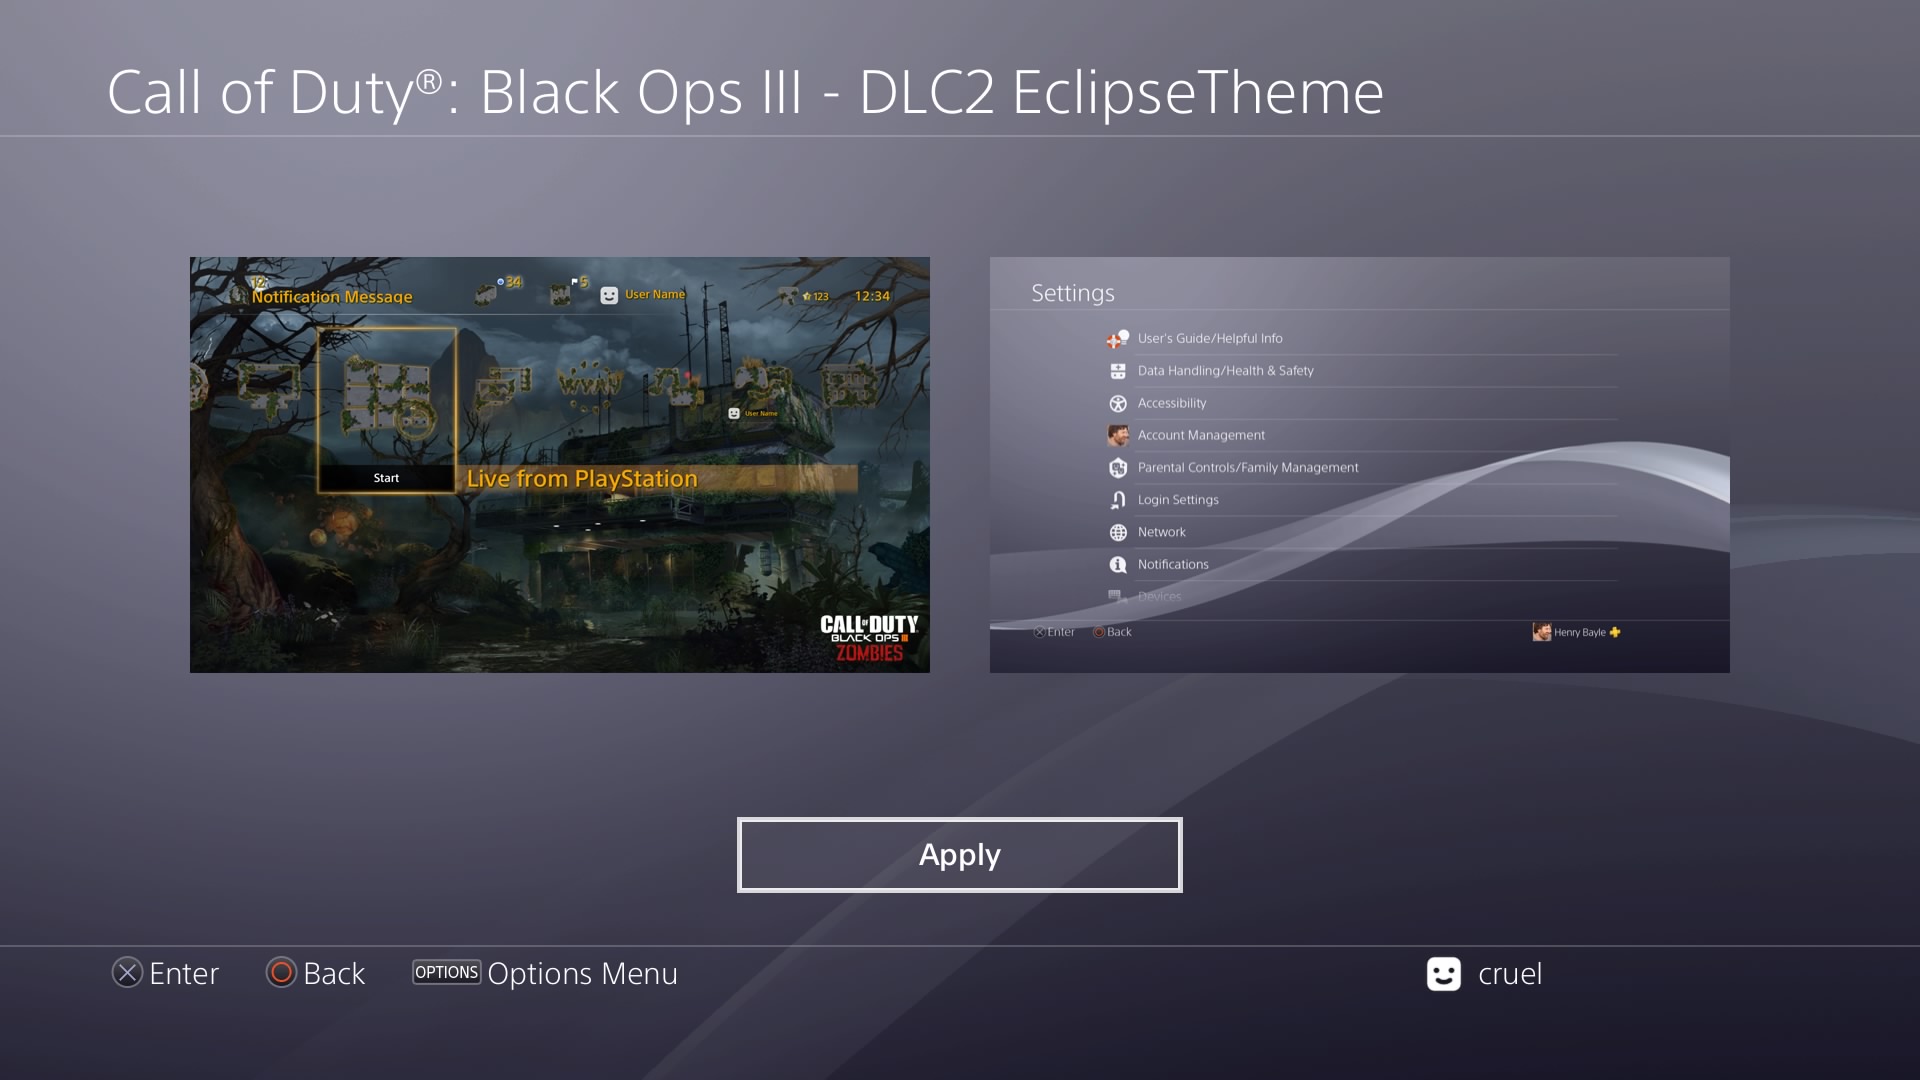 Call of Duty®: Black Ops III - DLC2 EclipseTheme
12
Notification Message
34
5
User Name
123
12:34
User Name
Start
Live from PlayStation
CALL OF DUTY
BLACK OPS III
ZOMBIES
Settings
User's Guide/Helpful Info
Data Handling/Health & Safety
Accessibility
Account Management
Parental Controls/Family Management
Login Settings
Network
Notifications
Devices
Enter
Back
Henry Bayle
Apply
Enter
Back
OPTIONS Options Menu
cruel